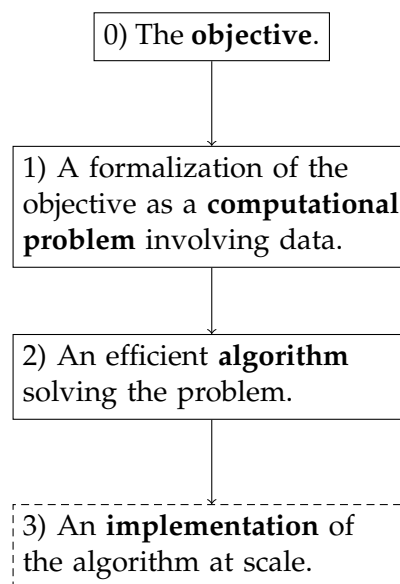 0) The objective.
1) A formalization of the
objective as a computational
problem involving data.
2) An efficient algorithm
solving the problem.
3) An implementation of
the algorithm at scale.